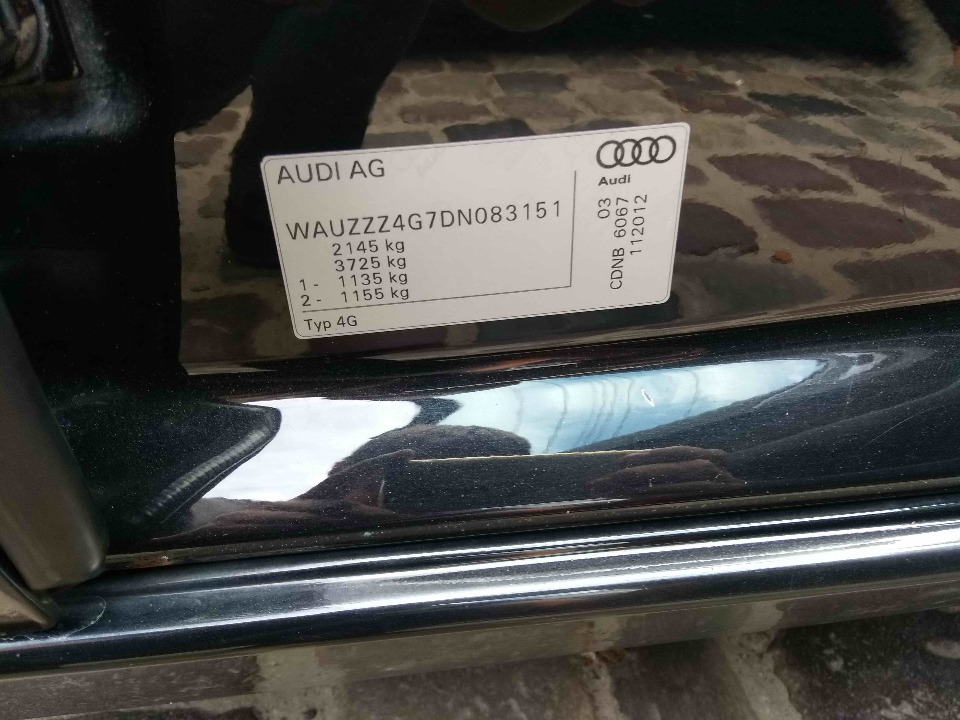 AUDI AG
Audi
WAUZZZ4G7DN083151
2145 kg
3725 kg
1 - 1135 kg
2 - 1155 kg
Typ 4G
CDNB 6067 03
112012